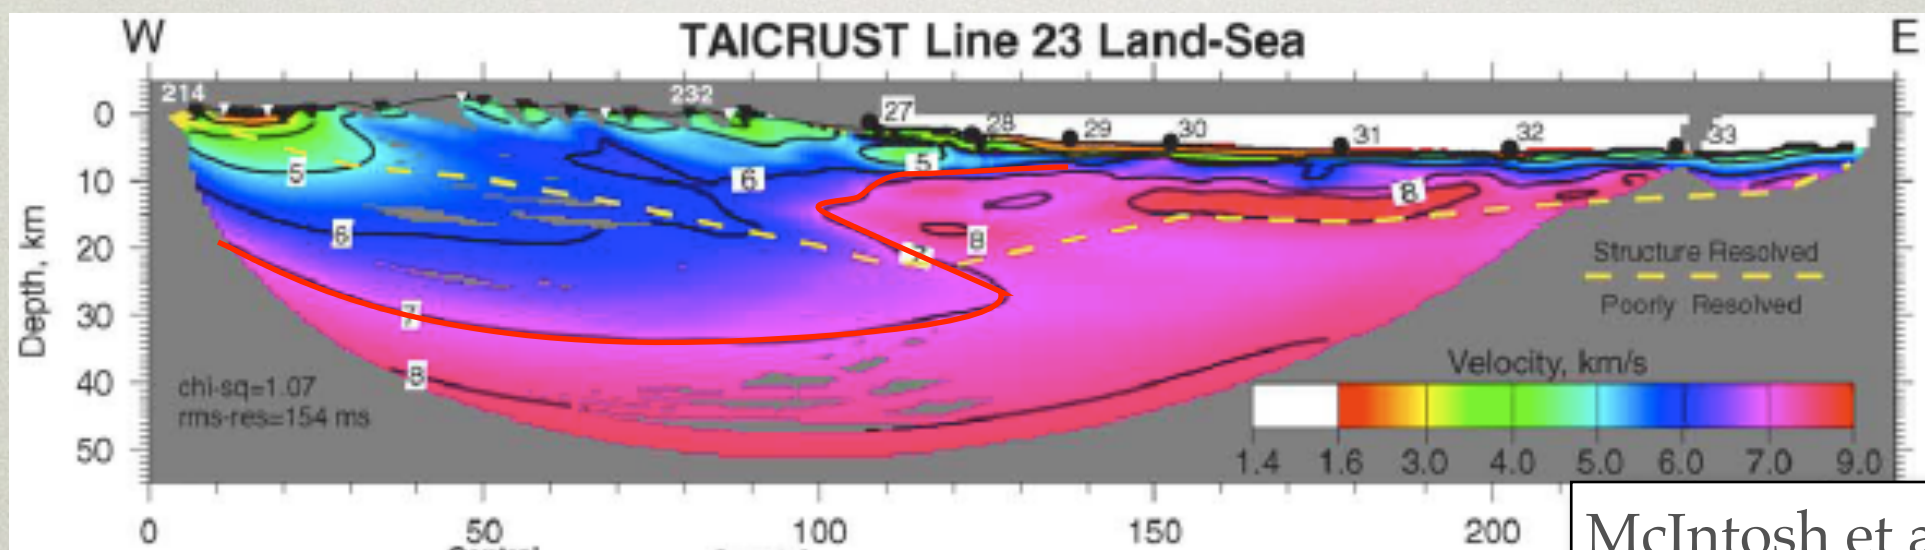 W TAICRUST Line 23 Land-Sea E
214 232 27 28 29 30 31 32 33
0
5 5
10 6 8
6
20 7 8
Structure Resolved
30 7 Poorly Resolved
Depth, km
40 8 Velocity, km/s
chi-sq=1.07
rms-res=154 ms
50 1.4 1.6 3.0 4.0 5.0 6.0 7.0 9.0
0 50 100 150 200
McIntosh et a